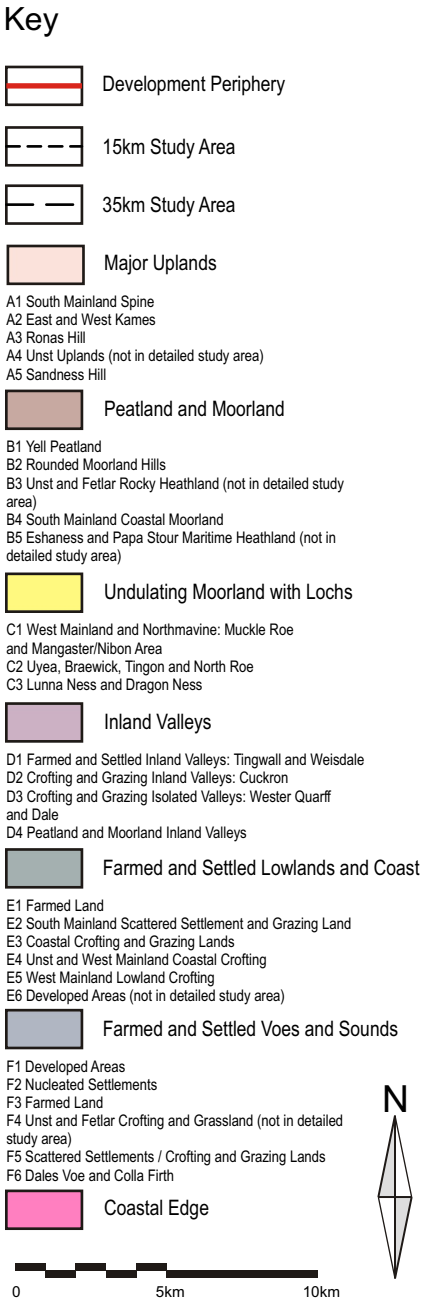 Key
Development Periphery
15km Study Area
35km Study Area
Major Uplands
A1 South Mainland Spine
A2 East and West Kames
A3 Ronas Hill
A4 Unst Uplands (not in detailed study area)
A5 Sandness Hill
Peatland and Moorland
B1 Yell Peatland
B2 Rounded Moorland Hills
B3 Unst and Fetlar Rocky Heathland (not in detailed study
area)
B4 South Mainland Coastal Moorland
B5 Eshaness and Papa Stour Maritime Heathland (not in
detailed study area)
Undulating Moorland with Lochs
C1 West Mainland and Northmavine: Muckle Roe
and Mangaster/Nibon Area
C2 Uyea, Braewick, Tingon and North Roe
C3 Lunna Ness and Dragon Ness
Inland Valleys
D1 Farmed and Settled Inland Valleys: Tingwall and Weisdale
D2 Crofting and Grazing Inland Valleys: Cuckron
D3 Crofting and Grazing Isolated Valleys: Wester Quarff
and Dale
D4 Peatland and Moorland Inland Valleys
Farmed and Settled Lowlands and Coast
E1 Farmed Land
E2 South Mainland Scattered Settlement and Grazing Land
E3 Coastal Crofting and Grazing Lands
E4 Unst and West Mainland Coastal Crofting
E5 West Mainland Lowland Crofting
E6 Developed Areas (not in detailed study area)
Farmed and Settled Voes and Sounds
F1 Developed Areas
F2 Nucleated Settlements
F3 Farmed Land
F4 Unst and Fetlar Crofting and Grassland (not in detailed
study area)
F5 Scattered Settlements / Crofting and Grazing Lands
F6 Dales Voe and Colla Firth
N
Coastal Edge
0 5km 10km